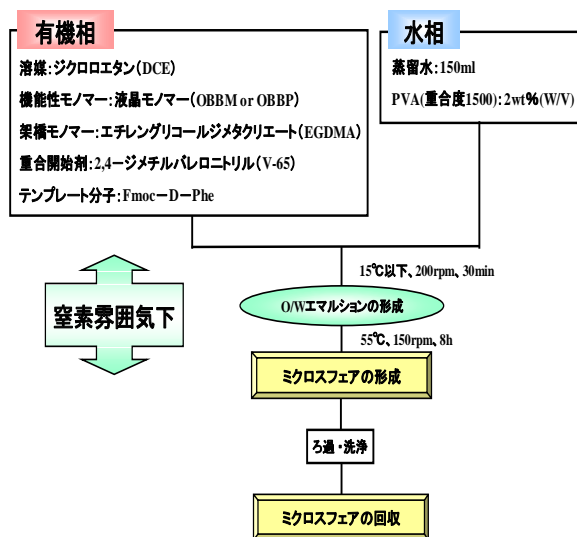 有機相
溶媒:ジクロロエタン(DCE)
機能性モノマー:液晶モノマー(OBBM or OBBP)
架橋モノマー:エチレングリコールジメタクリエート(EGDMA)
重合開始剤:2,4-ジメチルバレロニトリル(V-65)
テンプレート分子:Fmoc-D-Phe
水相
蒸留水:150ml
PVA(重合度1500):2wt%(W/V)
窒素雰囲気下
15℃以下、200rpm、30min
O/Wエマルションの形成
55℃、150rpm、8h
ミクロスフェアの形成
ろ過・洗浄
ミクロスフェアの回収